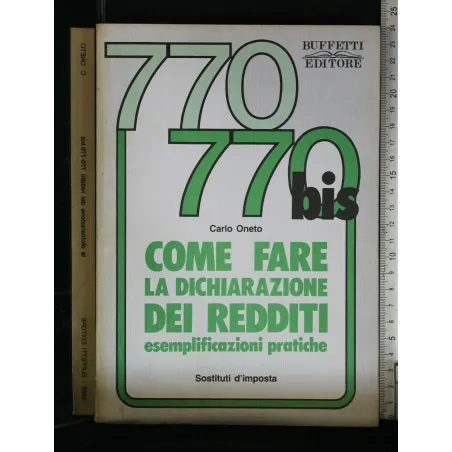 770
BUFFETTI
EDITORE
770
bis
Carlo Oneto
COME FARE
LA DICHIARAZIONE
DEI REDDITI
esemplificazioni pratiche
Sostituti d'imposta